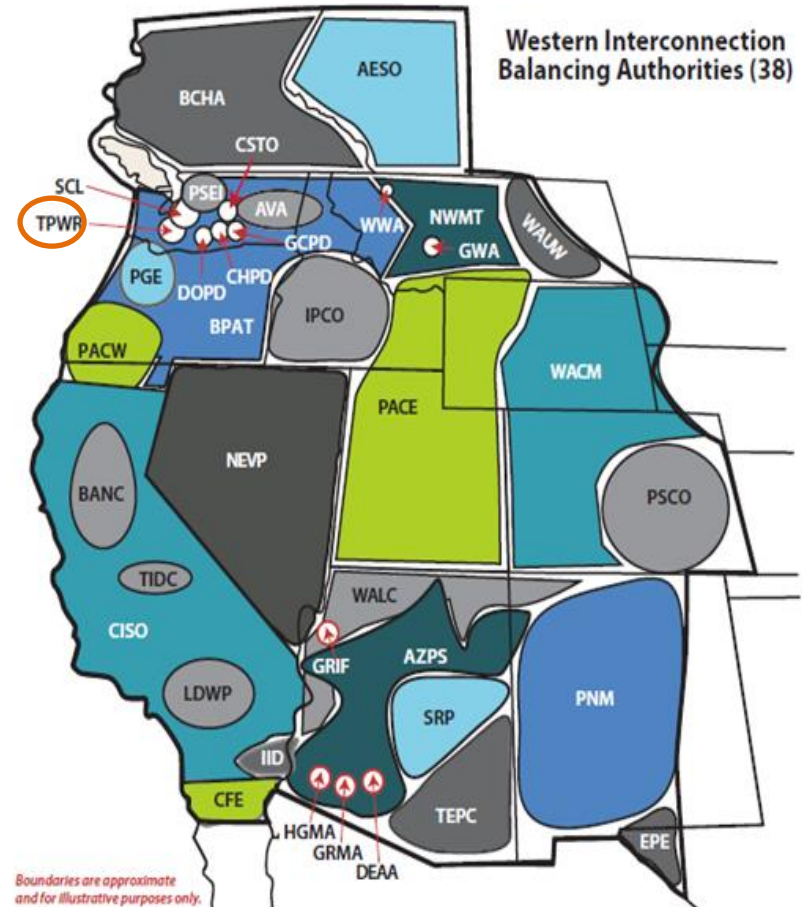 Western Interconnection
Balancing Authorities (38)
AESO
BCHA
CSTO
SCL
PSEI
TPWR
AVA
WWA
NWMT
WAUW
GCPD
GWA
PGE
DOPD
CHPD
IPCO
BPAT
PACW
WACM
PACE
NEVP
BANC
PSCO
TIDC
WALC
CISO
GRIF
AZPS
LDWP
SRP
PNM
IID
CFE
TEPC
HGMA
GRMA
DEAA
EPE
Boundaries are approximate
and for illustrative purposes only.